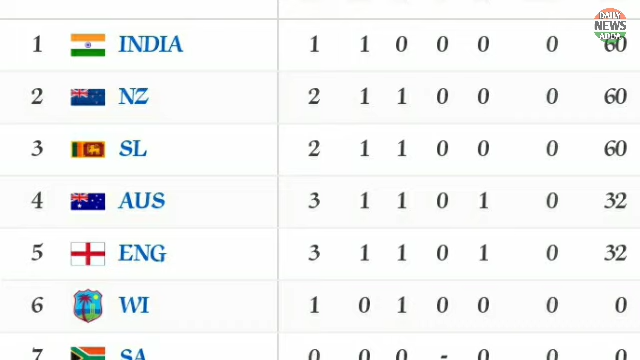 DAILY
NEWS
ADDA
1 INDIA 1 1 0 0 0 0 60
2 NZ 2 1 1 0 0 0 60
3 SL 2 1 1 0 0 0 60
4 AUS 3 1 1 0 1 0 32
5 ENG 3 1 1 0 1 0 32
6 WI 1 0 1 0 0 0 0
7 SA 0 0 0 - 0 0 0